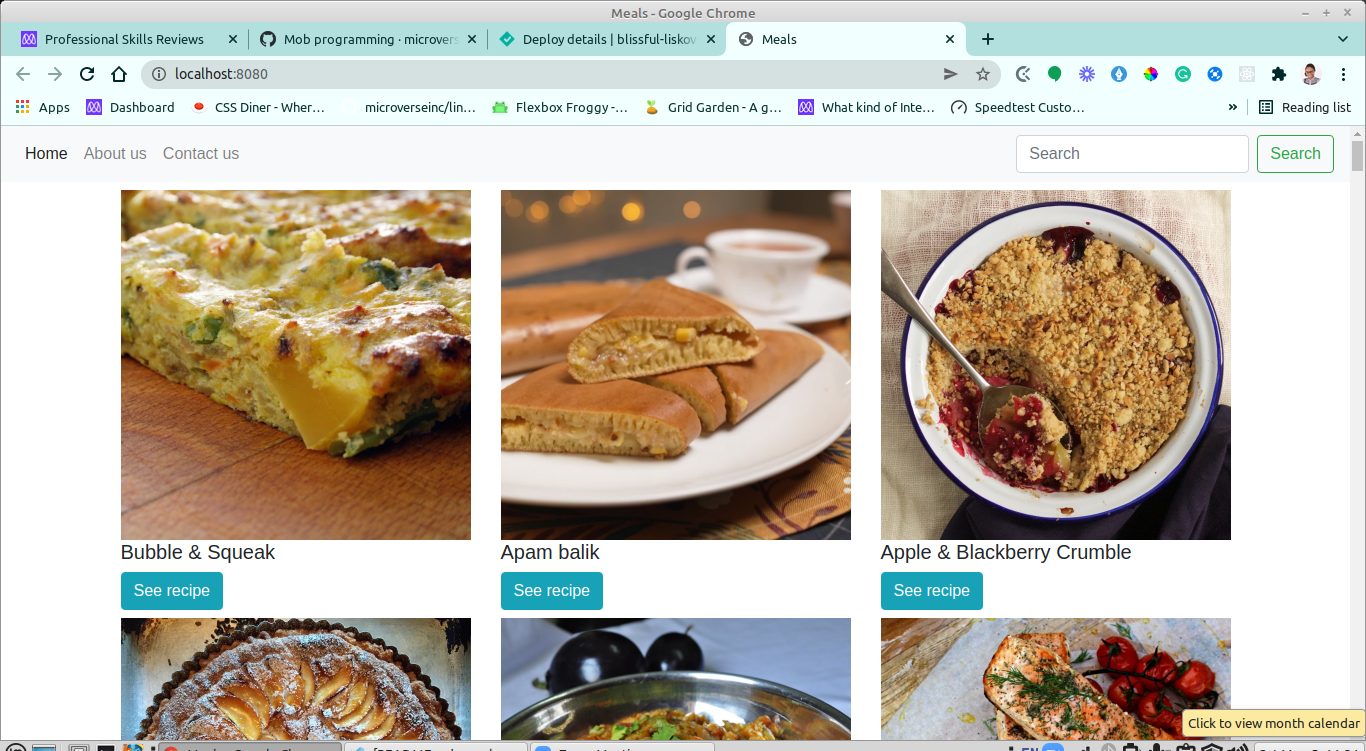 Meals - Google Chrome
Professional Skills Reviews
Mob programming · microvers
Deploy details | blissful-liskov
Meals
localhost:8080
Apps
Dashboard
CSS Diner - Wher…
microverseinc/lin…
Flexbox Froggy -…
Grid Garden - A g…
What kind of Inte…
Speedtest Custo…
»
Reading list
Home
About us
Contact us
Search
Search
Bubble & Squeak
Apam balik
Apple & Blackberry Crumble
See recipe
See recipe
See recipe
Click to view month calendar
EN